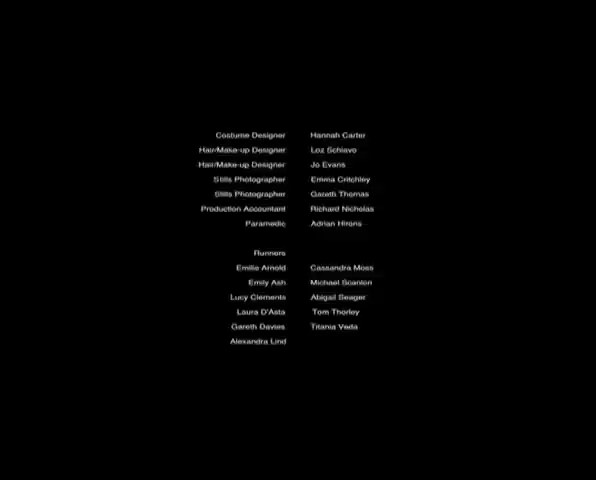 Costume Designer Hannah Carter
Hair/Make-up Designer Loz Schiavo
Hair/Make-up Designer Jo Evans
Stills Photographer Emma Critchley
Stills Photographer Gareth Thomas
Production Accountant Richard Nicholas
Paramedic Adrian Hirons
Runners
Emilie Arnold Cassandra Moss
Emily Ash Michael Scanlon
Lucy Clements Abigail Seager
Laura D'Asta Tom Thorley
Gareth Davies Titania Veda
Alexandra Lind